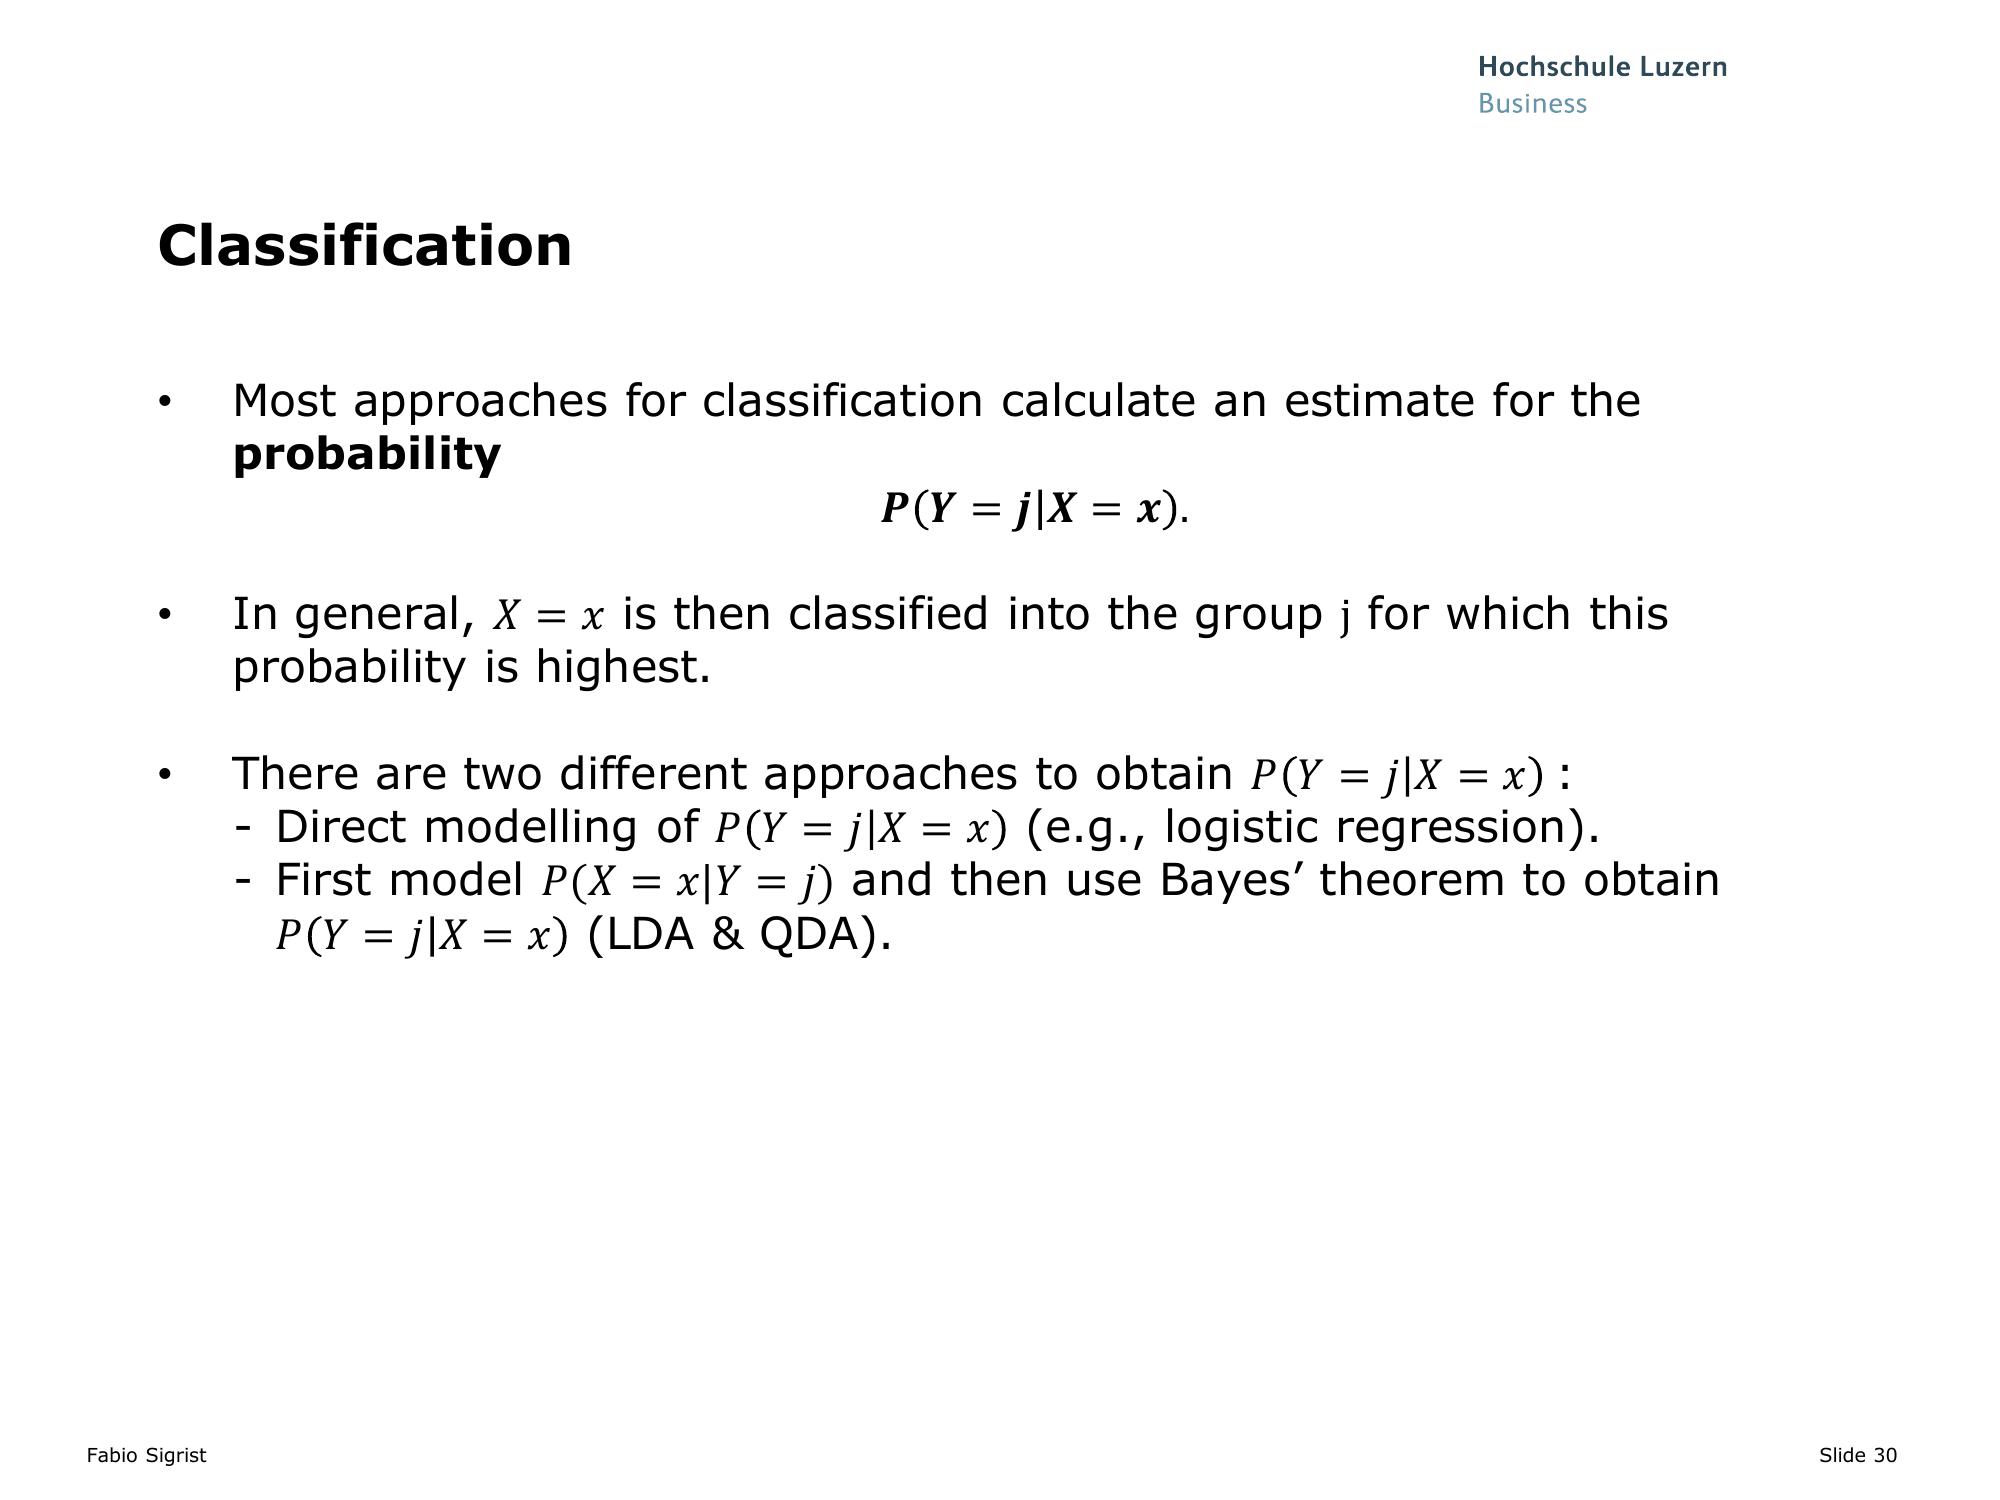 Hochschule Luzern
Business
Classification
• Most approaches for classification calculate an estimate for the
probability
P(Y = j|X = x).
• In general, X = x is then classified into the group j for which this
probability is highest.
• There are two different approaches to obtain P(Y = j|X = x) :
- Direct modelling of P(Y = j|X = x) (e.g., logistic regression).
- First model P(X = x|Y = j) and then use Bayes’ theorem to obtain
P(Y = j|X = x) (LDA & QDA).
Fabio Sigrist
Slide 30